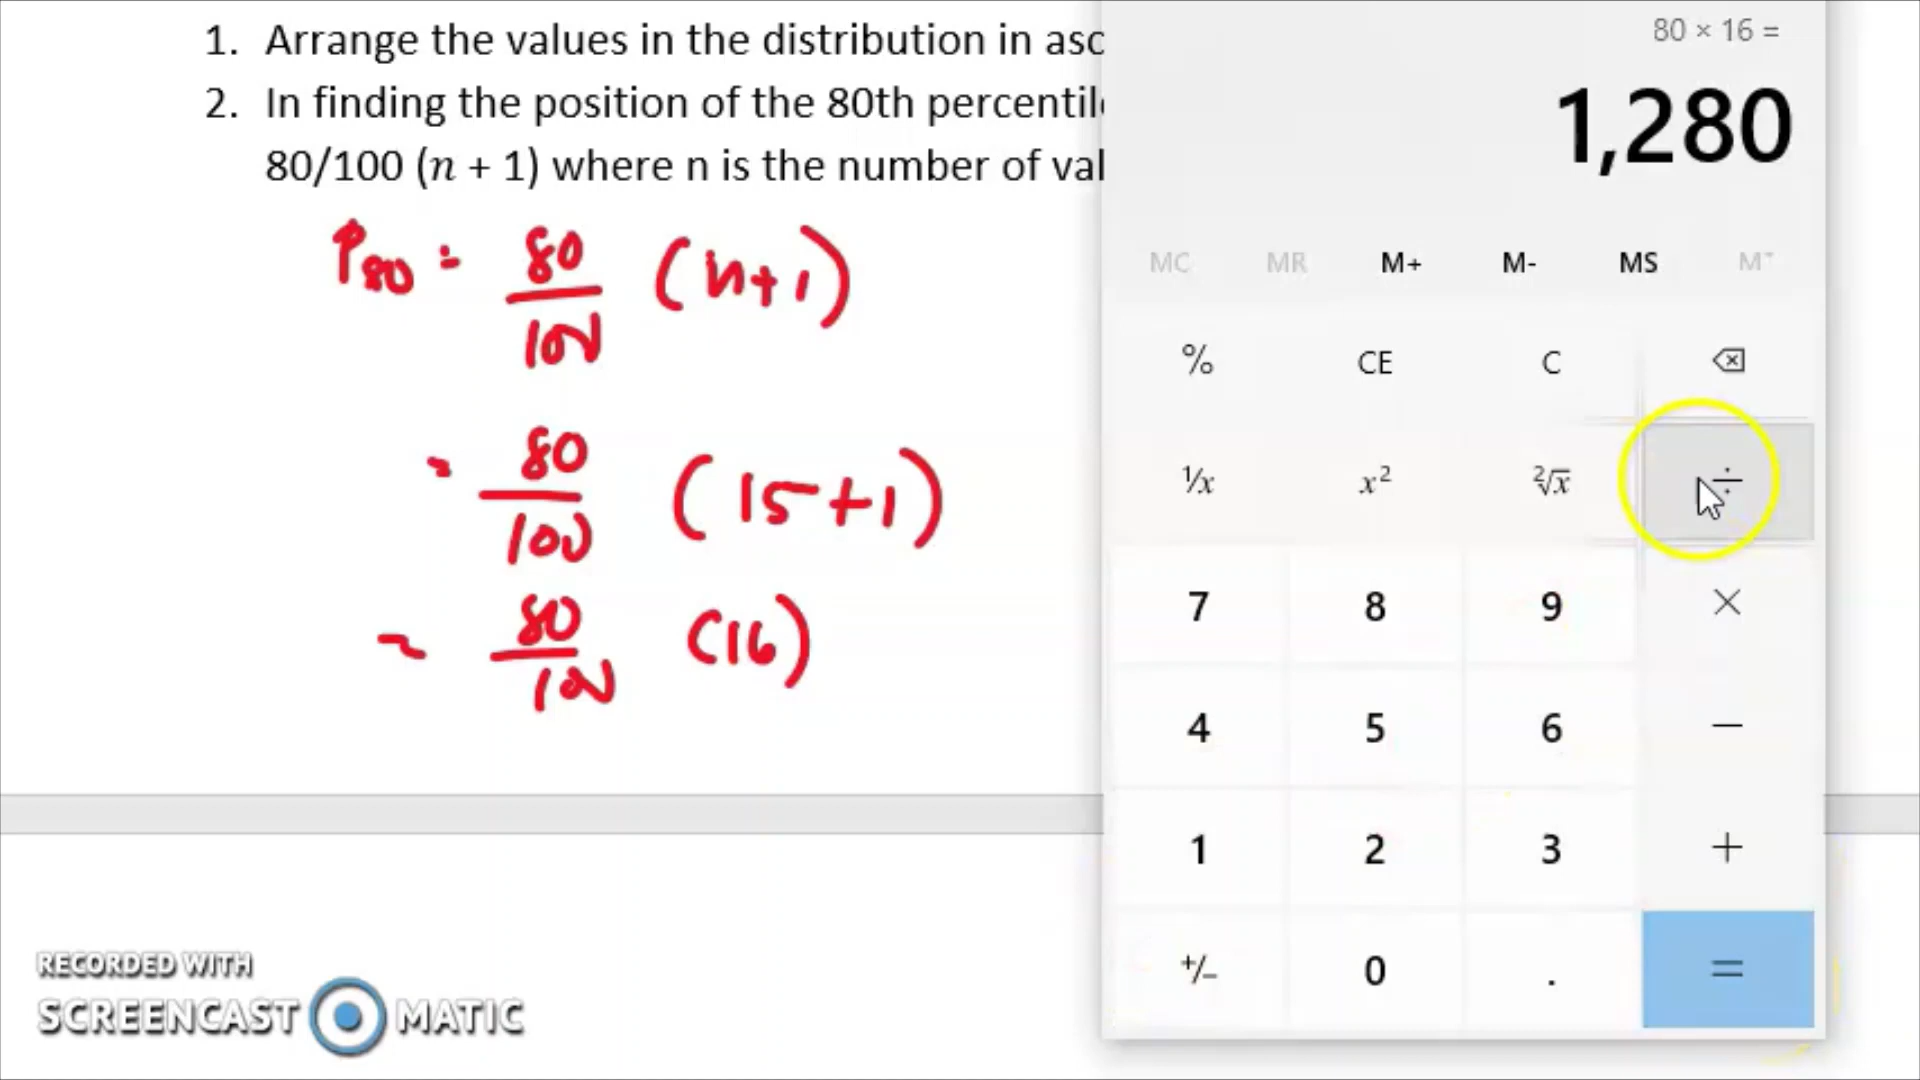 1. Arrange the values in the distribution in asc
2. In finding the position of the 80th percentil
80/100 (n + 1) where n is the number of val
P80 = 80/100 (n+1)
= 80/100 (15+1)
= 80/100 (16)
RECORDED WITH
SCREENCAST MATIC
80 × 16 =
1,280
MC MR M+ M- MS M˅
% CE C ⌫
1/x x² ²√x ÷
7 8 9 ×
4 5 6 −
1 2 3 +
+/− 0 . =